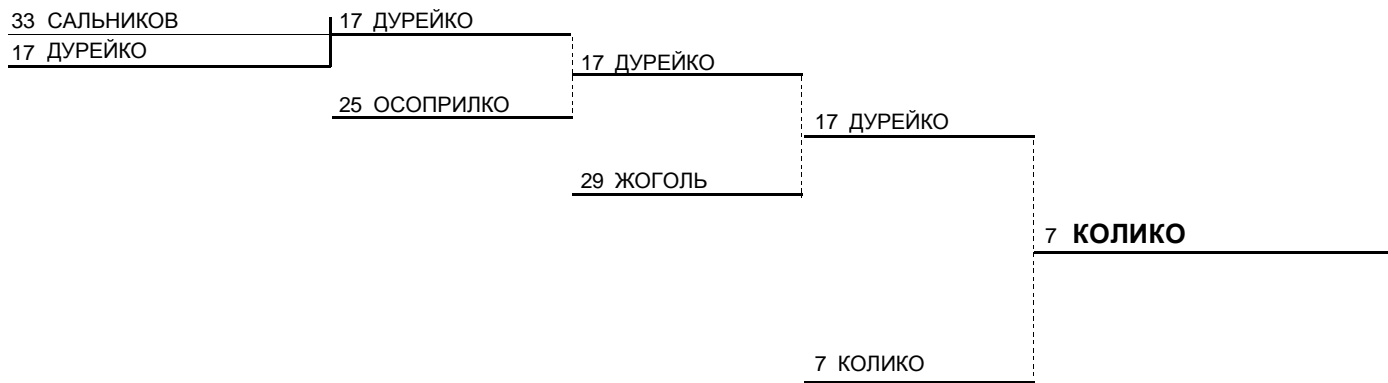 33 САЛЬНИКОВ
17 ДУРЕЙКО
17 ДУРЕЙКО
25 ОСОПРИЛКО
17 ДУРЕЙКО
29 ЖОГОЛЬ
17 ДУРЕЙКО
7 КОЛИКО
7 КОЛИКО